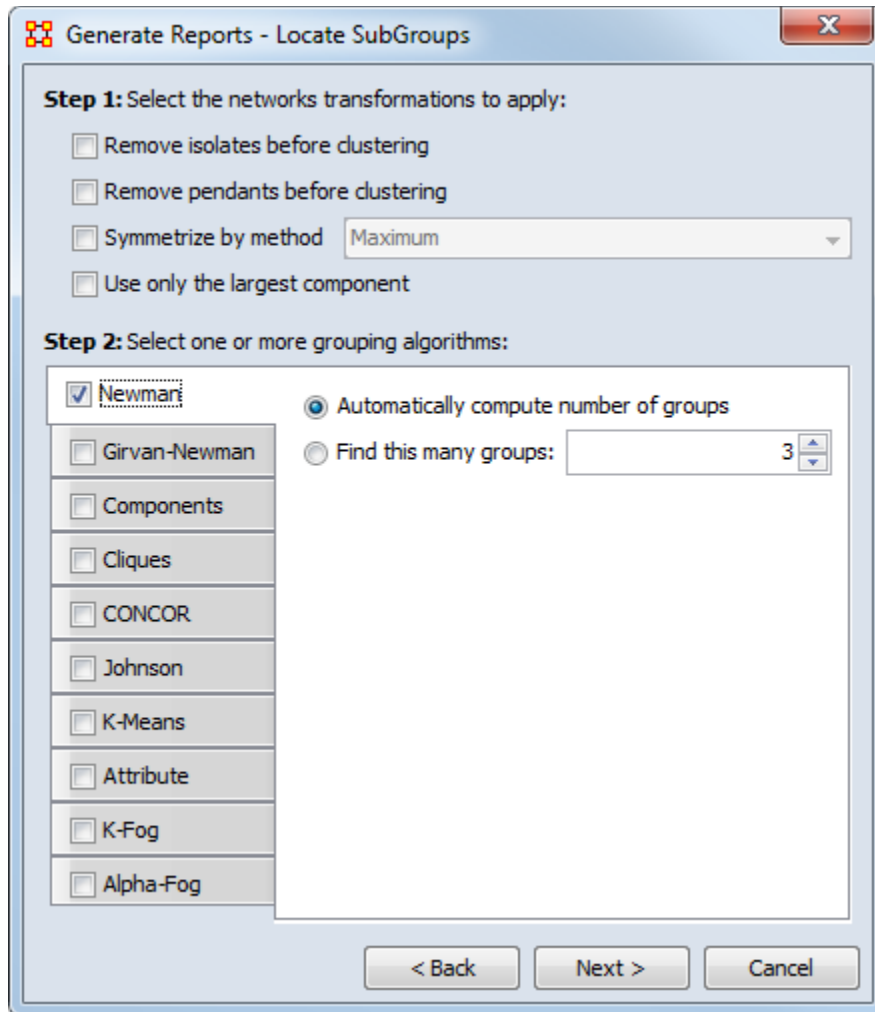 Generate Reports - Locate SubGroups
Step 1: Select the networks transformations to apply:
Remove isolates before clustering
Remove pendants before clustering
Symmetrize by method Maximum
Use only the largest component
Step 2: Select one or more grouping algorithms:
Newman
Automatically compute number of groups
Girvan-Newman
Find this many groups: 3
Components
Cliques
CONCOR
Johnson
K-Means
Attribute
K-Fog
Alpha-Fog
< Back Next > Cancel